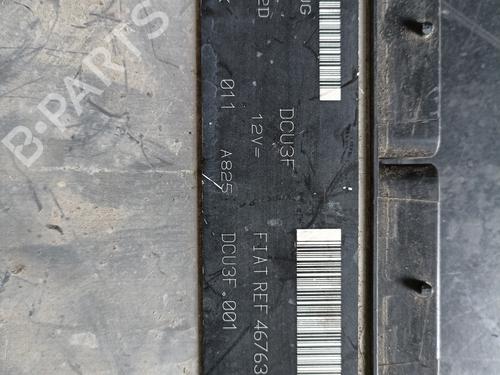 B-PARTS
DCU3F
12V=
011 A825
FIAT REF 46763
DCU3F.001